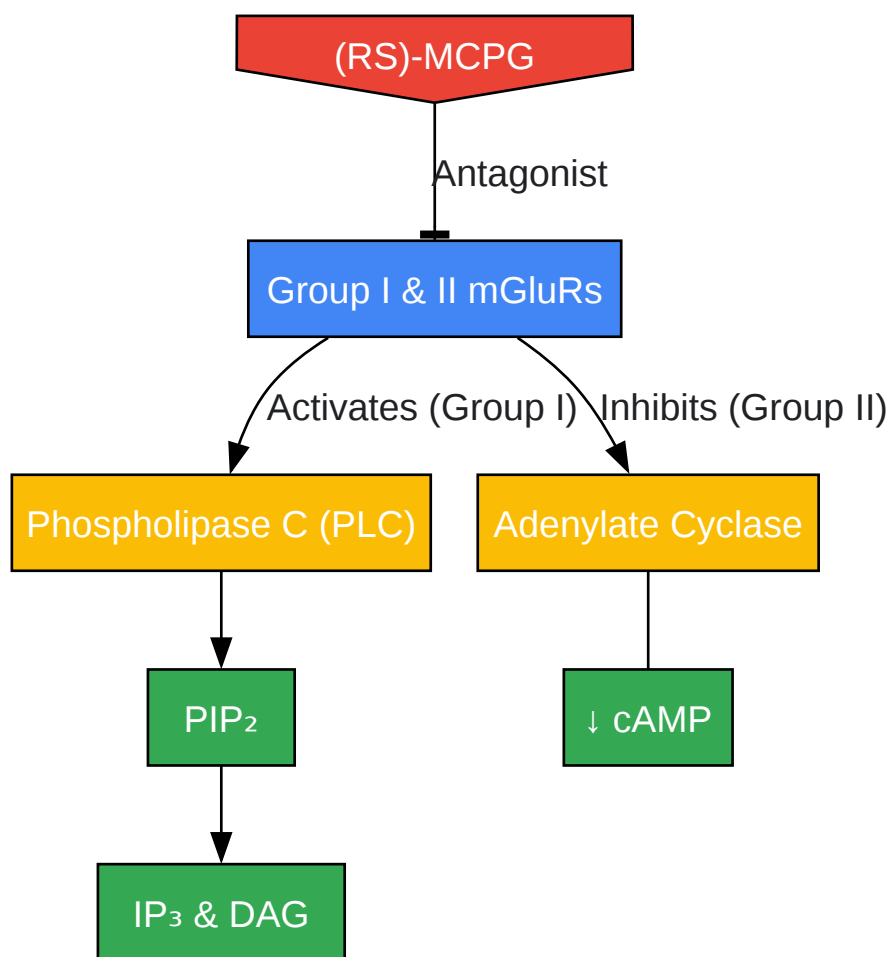 (RS)-MCPG
Antagonist
Group I & II mGluRs
Activates (Group I)
Inhibits (Group II)
Phospholipase C (PLC)
Adenylate Cyclase
PIP₂
↓ cAMP
IP₃ & DAG